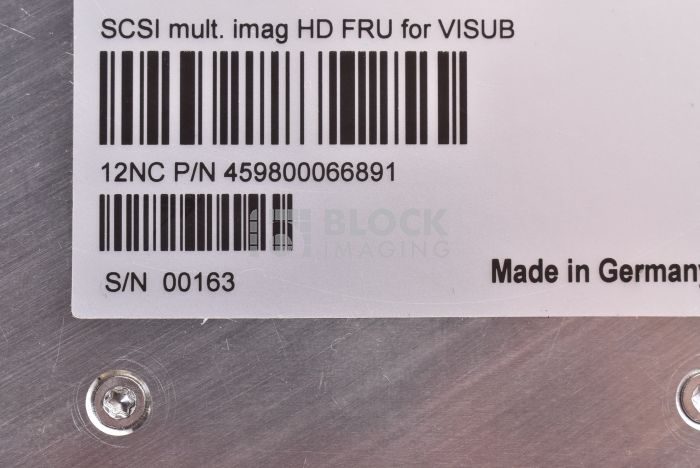 SCSI mult. imag HD FRU for VISUB
12NC P/N 459800066891
BLOCK
IMAGING
S/N 00163
Made in Germany